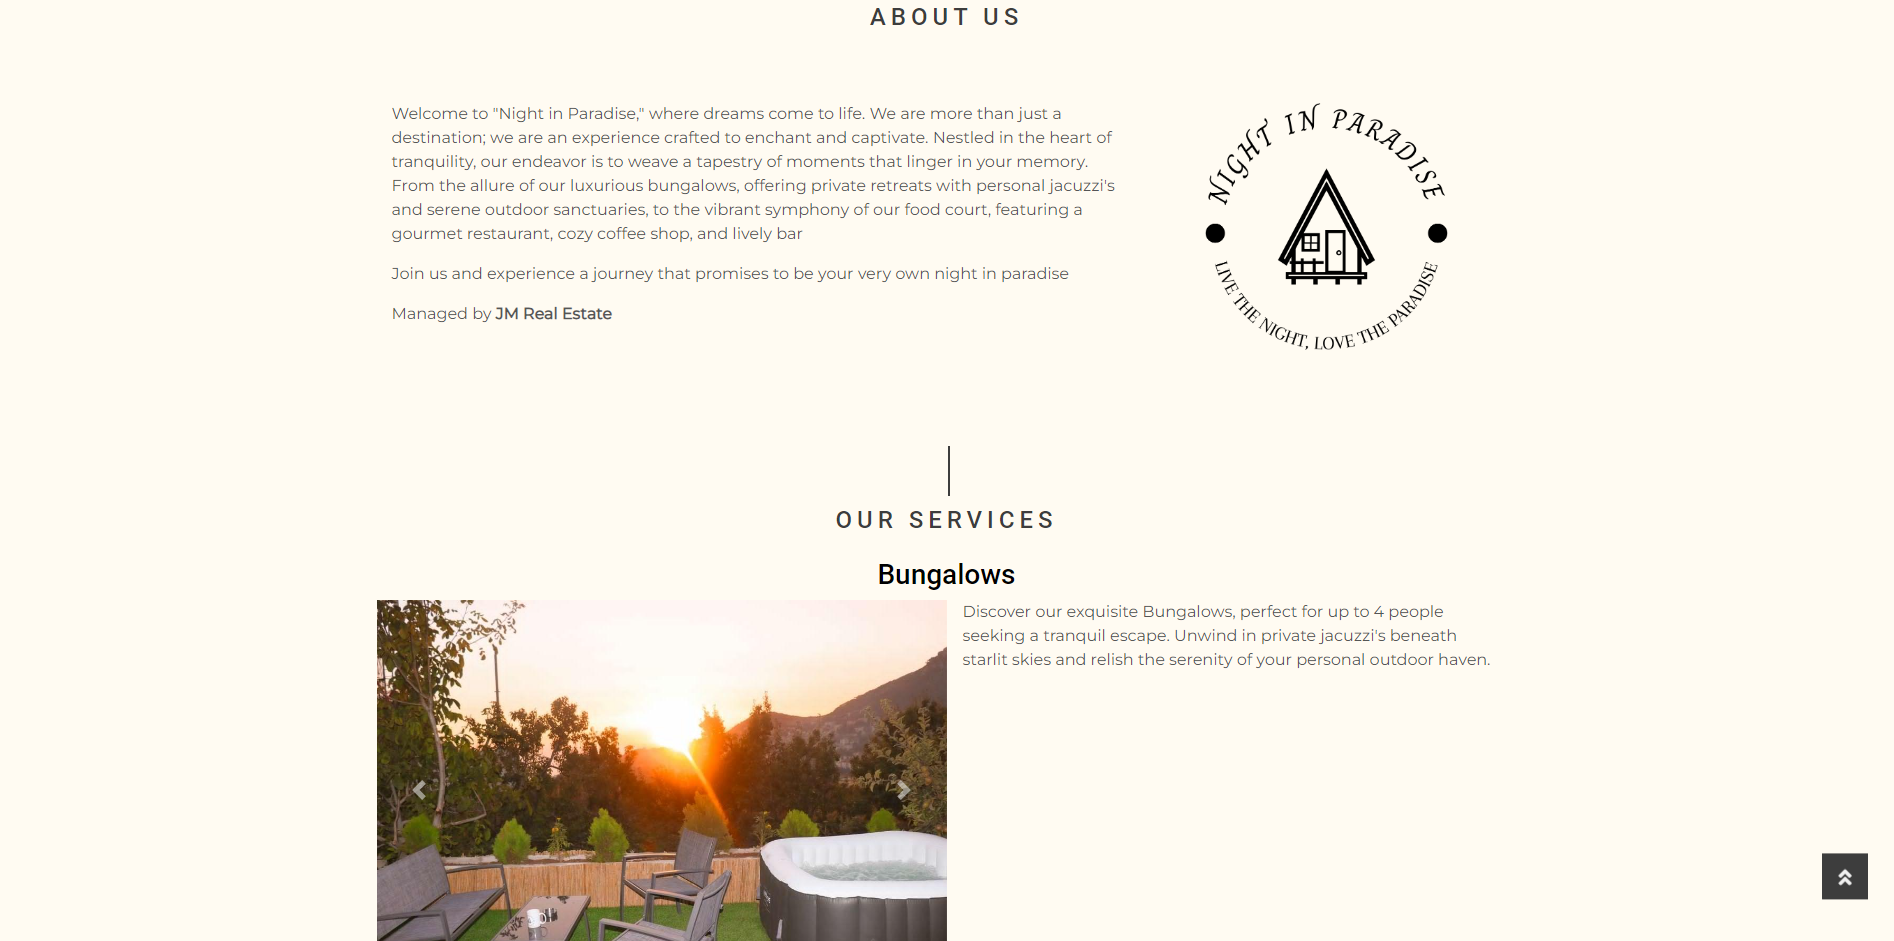 ABOUT US
Welcome to "Night in Paradise," where dreams come to life. We are more than just a
destination; we are an experience crafted to enchant and captivate. Nestled in the heart of
tranquility, our endeavor is to weave a tapestry of moments that linger in your memory.
From the allure of our luxurious bungalows, offering private retreats with personal jacuzzi's
and serene outdoor sanctuaries, to the vibrant symphony of our food court, featuring a
gourmet restaurant, cozy coffee shop, and lively bar
Join us and experience a journey that promises to be your very own night in paradise
Managed by JM Real Estate
NIGHT IN PARADISE
LIVE THE NIGHT, LOVE THE PARADISE
OUR SERVICES
Bungalows
Discover our exquisite Bungalows, perfect for up to 4 people
seeking a tranquil escape. Unwind in private jacuzzi's beneath
starlit skies and relish the serenity of your personal outdoor haven.